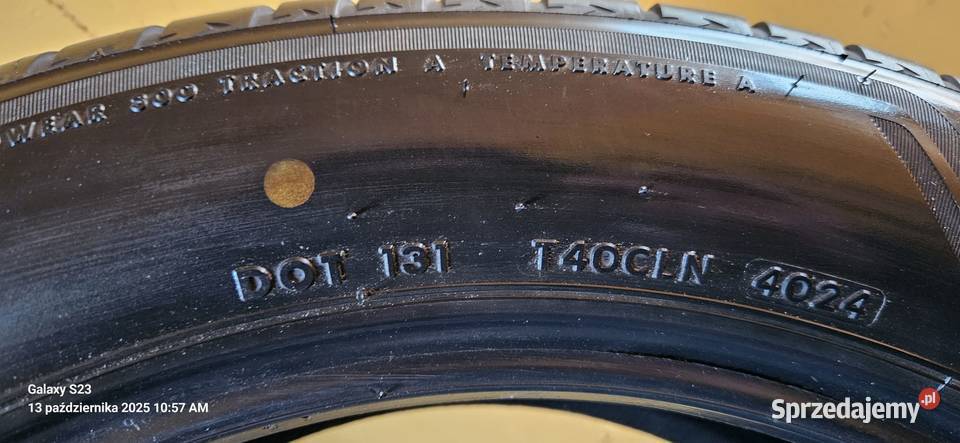 WEAR 800 TRACTION A TEMPERATURE A
DOT 131 T40CLN 4024
Galaxy S23
13 października 2025 10:57 AM
Sprzedajemy.pl